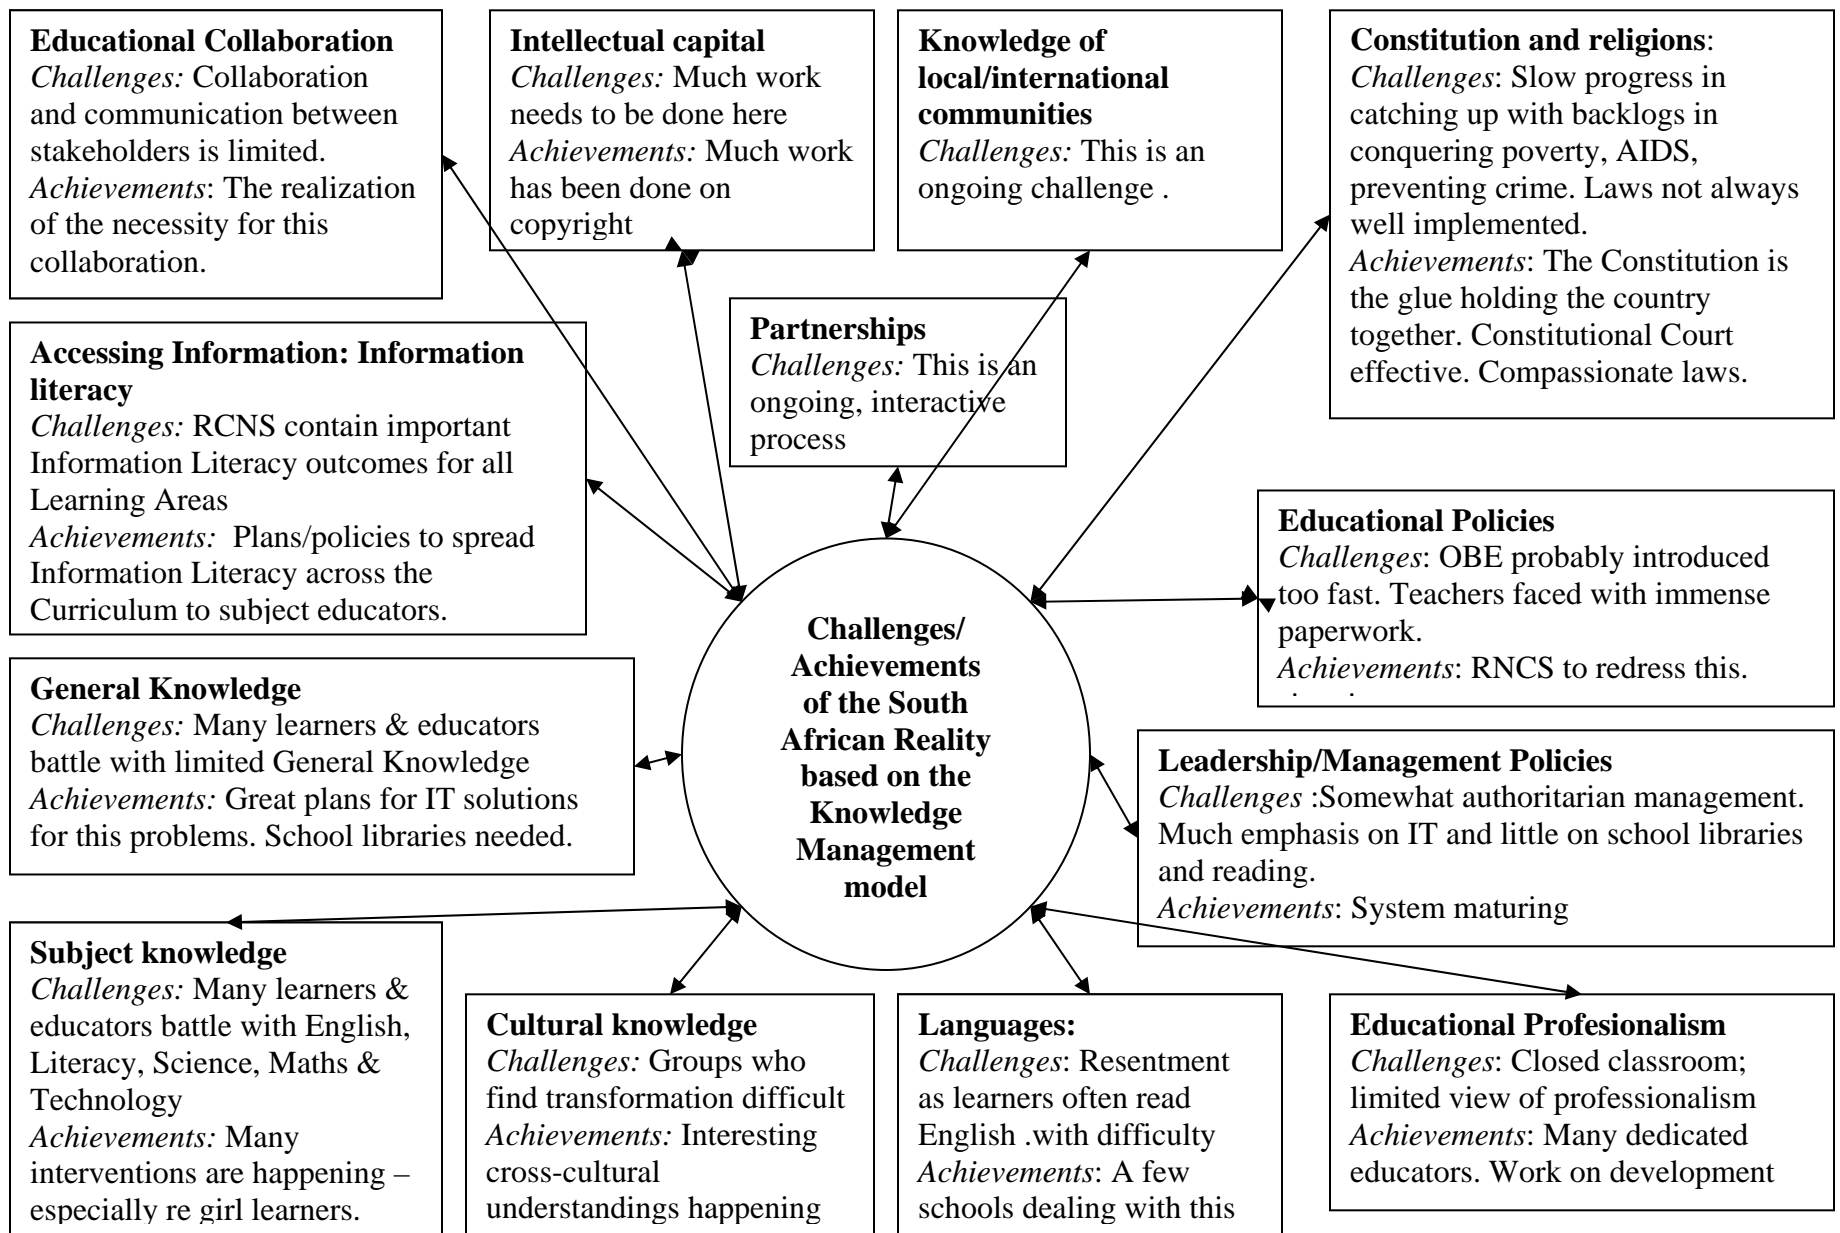 Educational Collaboration
Challenges: Collaboration
and communication between
stakeholders is limited.
Achievements: The realization
of the necessity for this
collaboration.
Intellectual capital
Challenges: Much work
needs to be done here
Achievements: Much work
has been done on
copyright
Knowledge of
local/international
communities
Challenges: This is an
ongoing challenge .
Constitution and religions:
Challenges: Slow progress in
catching up with backlogs in
conquering poverty, AIDS,
preventing crime. Laws not always
well implemented.
Achievements: The Constitution is
the glue holding the country
together. Constitutional Court
effective. Compassionate laws.
Partnerships
Challenges: This is an
ongoing, interactive
process
Accessing Information: Information
literacy
Challenges: RCNS contain important
Information Literacy outcomes for all
Learning Areas
Achievements:  Plans/policies to spread
Information Literacy across the
Curriculum to subject educators.
Educational Policies
Challenges: OBE probably introduced
too fast. Teachers faced with immense
paperwork.
Achievements: RNCS to redress this.
Challenges/
Achievements
of the South
African Reality
based on the
Knowledge
Management
model
General Knowledge
Challenges: Many learners & educators
battle with limited General Knowledge
Achievements: Great plans for IT solutions
for this problems. School libraries needed.
Leadership/Management Policies
Challenges :Somewhat authoritarian management.
Much emphasis on IT and little on school libraries
and reading.
Achievements: System maturing
Subject knowledge
Challenges: Many learners &
educators battle with English,
Literacy, Science, Maths &
Technology
Achievements: Many
interventions are happening –
especially re girl learners.
Cultural knowledge
Challenges: Groups who
find transformation difficult
Achievements: Interesting
cross-cultural
understandings happening
Languages:
Challenges: Resentment
as learners often read
English .with difficulty
Achievements: A few
schools dealing with this
Educational Profesionalism
Challenges: Closed classroom;
limited view of professionalism
Achievements: Many dedicated
educators. Work on development